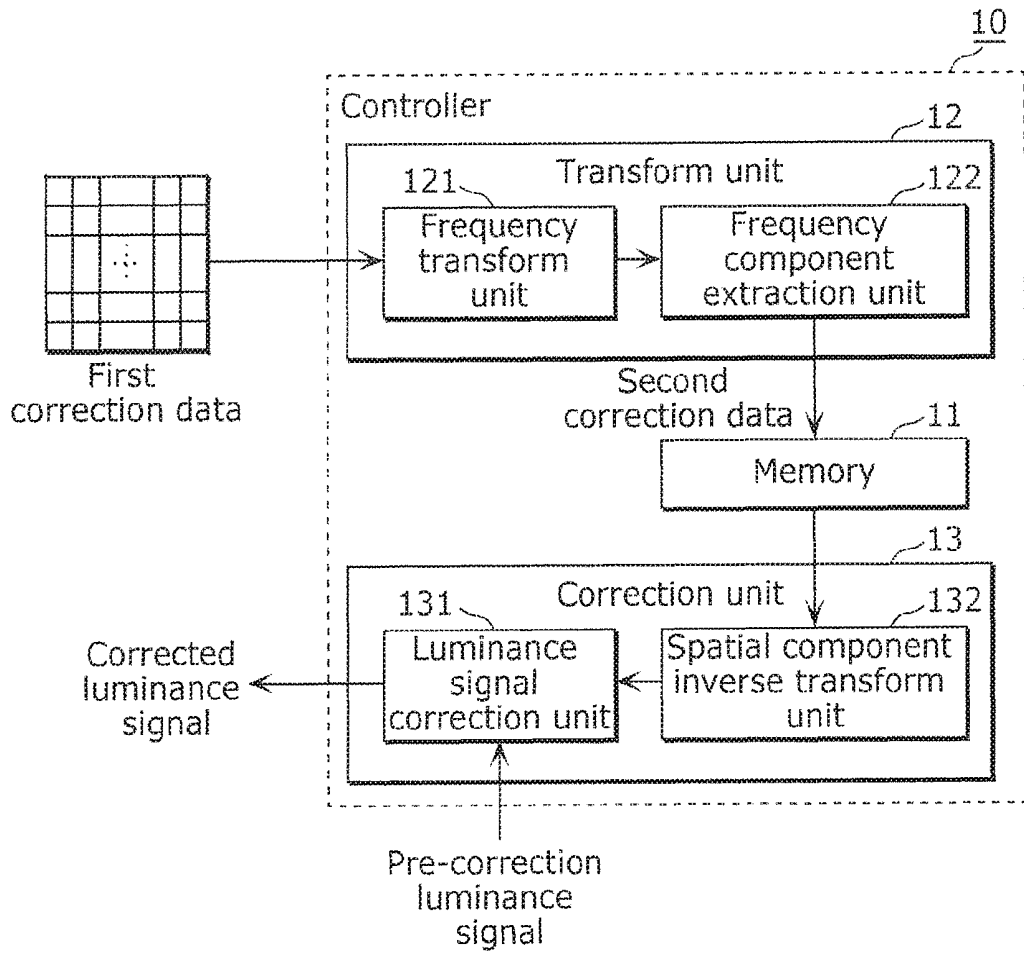 10
Controller
12
Transform unit
121
122
Frequency
transform
unit
Frequency
component
extraction unit
First
correction data
Second
correction data
11
Memory
13
Correction unit
131
132
Luminance
signal
correction unit
Spatial component
inverse transform
unit
Corrected
luminance
signal
Pre-correction
luminance
signal